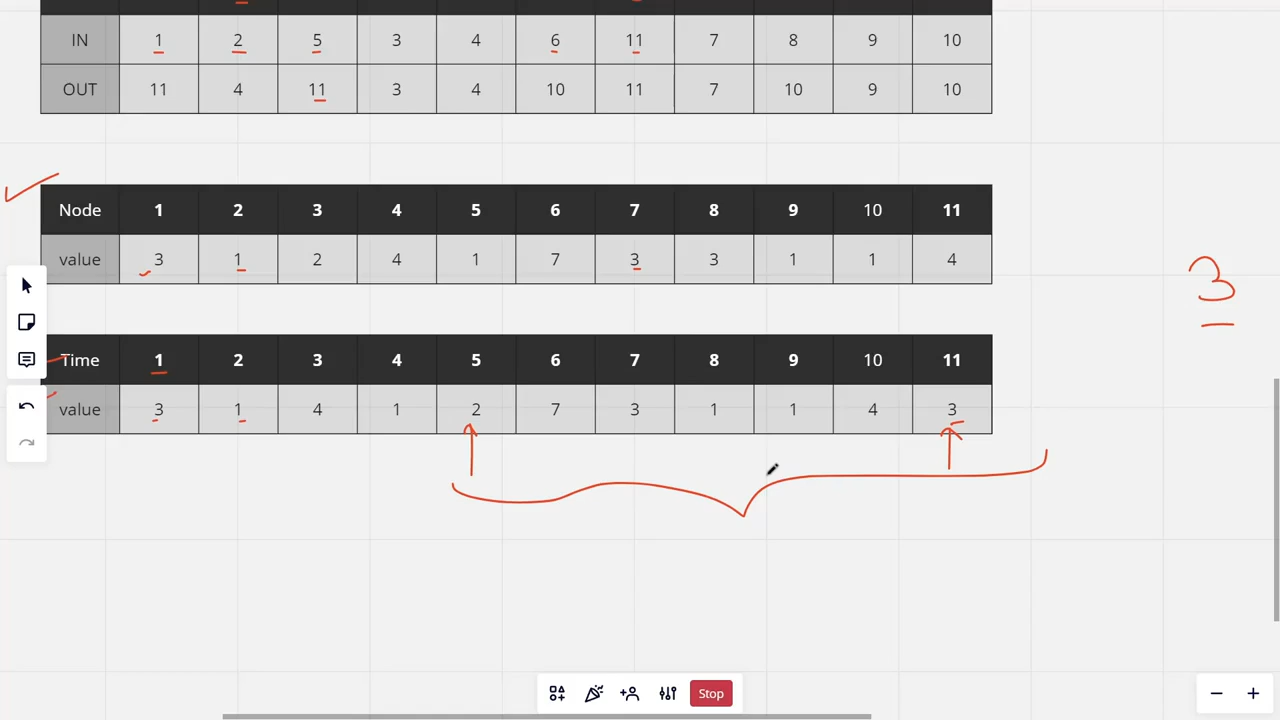 IN 1 2 5 3 4 6 11 7 8 9 10
OUT 11 4 11 3 4 10 11 7 10 9 10
Node 1 2 3 4 5 6 7 8 9 10 11
value 3 1 2 4 1 7 3 3 1 1 4
3
Time 1 2 3 4 5 6 7 8 9 10 11
value 3 1 4 1 2 7 3 1 1 4 3
Stop